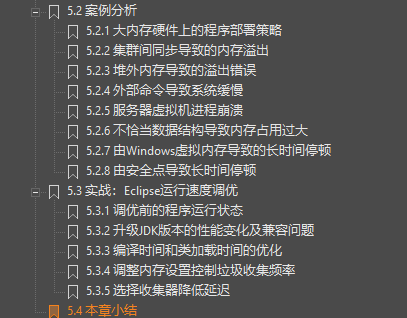 5.2 案例分析
5.2.1 大内存硬件上的程序部署策略
5.2.2 集群间同步导致的内存溢出
5.2.3 堆外内存导致的溢出错误
5.2.4 外部命令导致系统缓慢
5.2.5 服务器虚拟机进程崩溃
5.2.6 不恰当数据结构导致内存占用过大
5.2.7 由Windows虚拟内存导致的长时间停顿
5.2.8 由安全点导致长时间停顿
5.3 实战：Eclipse运行速度调优
5.3.1 调优前的程序运行状态
5.3.2 升级JDK版本的性能变化及兼容问题
5.3.3 编译时间和类加载时间的优化
5.3.4 调整内存设置控制垃圾收集频率
5.3.5 选择收集器降低延迟
5.4 本章小结